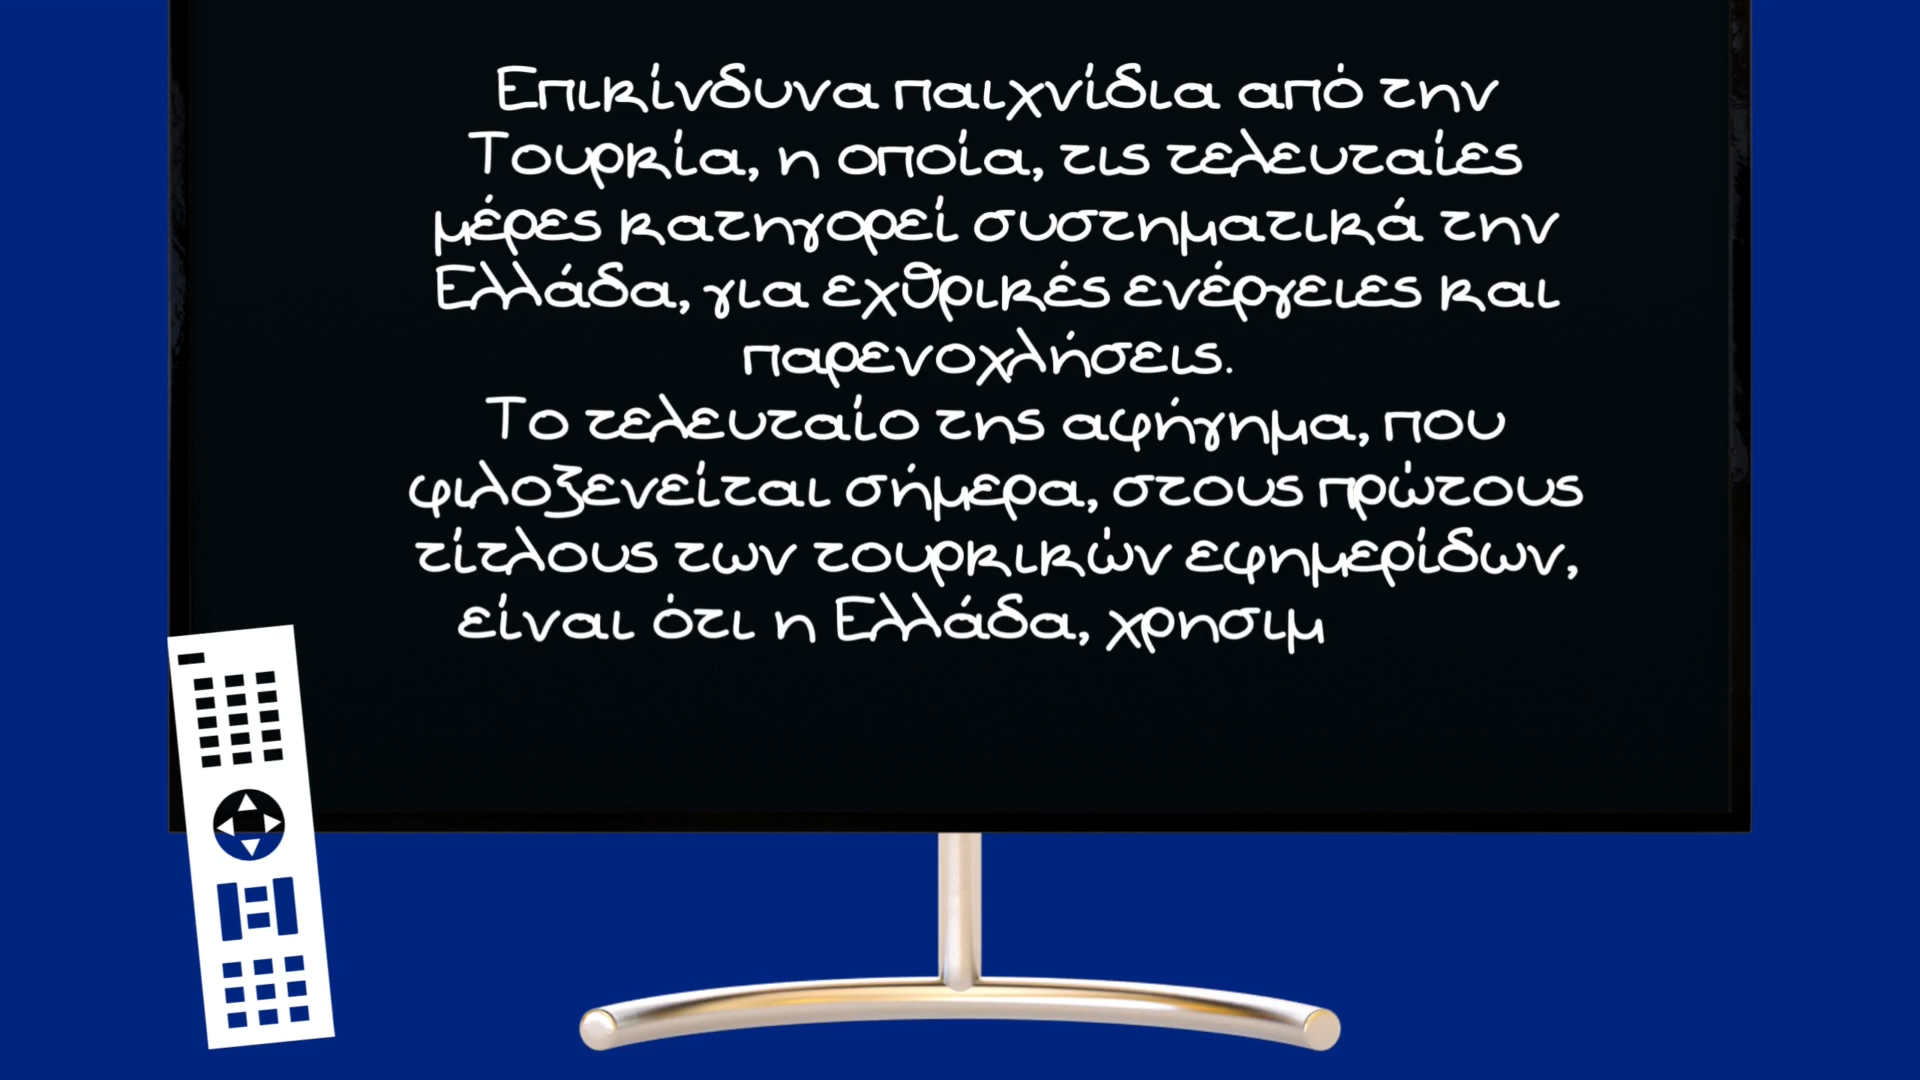 Επικίνδυνα παιχνίδια από την
Τουρκία, η οποία, τις τελευταίες
μέρες κατηγορεί συστηματικά την
Ελλάδα, για εχθρικές ενέργειες και
παρενοχλήσεις.
Το τελευταίο της αφήγημα, που
φιλοξενείται σήμερα, στους πρώτους
τίτλους των τουρκικών εφημερίδων,
είναι ότι η Ελλάδα, χρησιμ